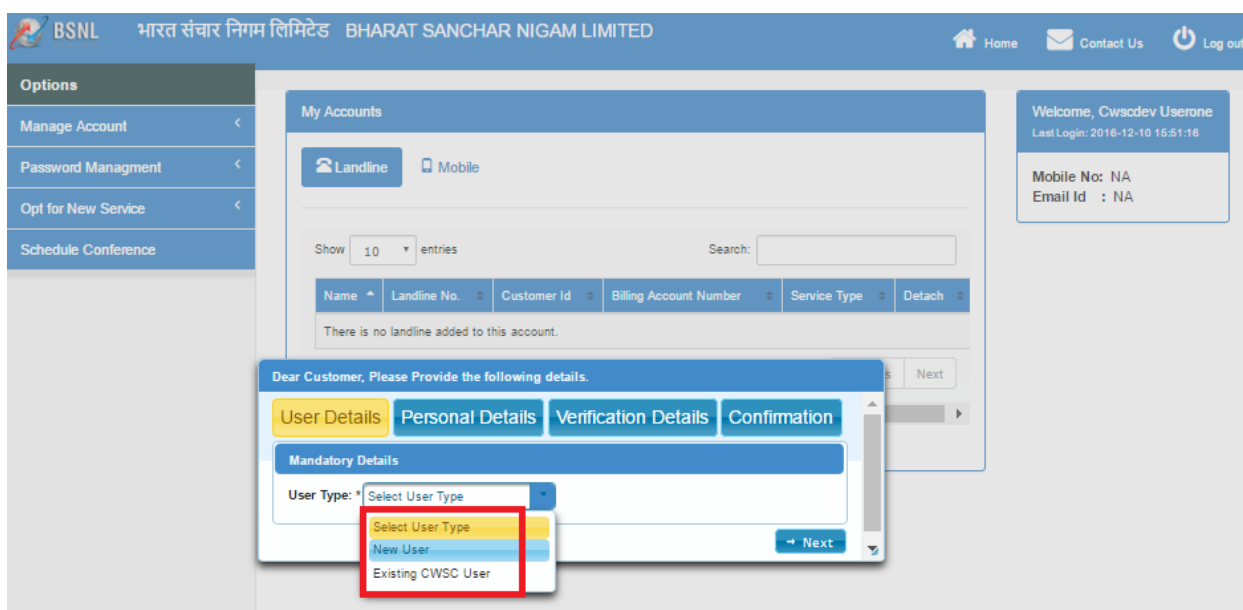 BSNL भारत संचार निगम लिमिटेड BHARAT SANCHAR NIGAM LIMITED
Home Contact Us Log out
Options
Manage Account
Password Managment
Opt for New Service
Schedule Conference
My Accounts
Landline Mobile
Show 10 entries Search:
Name Landline No. Customer Id Billing Account Number Service Type Detach
There is no landline added to this account.
Next
Welcome, Cwscdev Userone
Last Login: 2016-12-10 15:51:16
Mobile No: NA
Email Id : NA
Dear Customer, Please Provide the following details.
User Details Personal Details Verification Details Confirmation
Mandatory Details
User Type: * Select User Type
Select User Type
New User
Existing CWSC User
Next